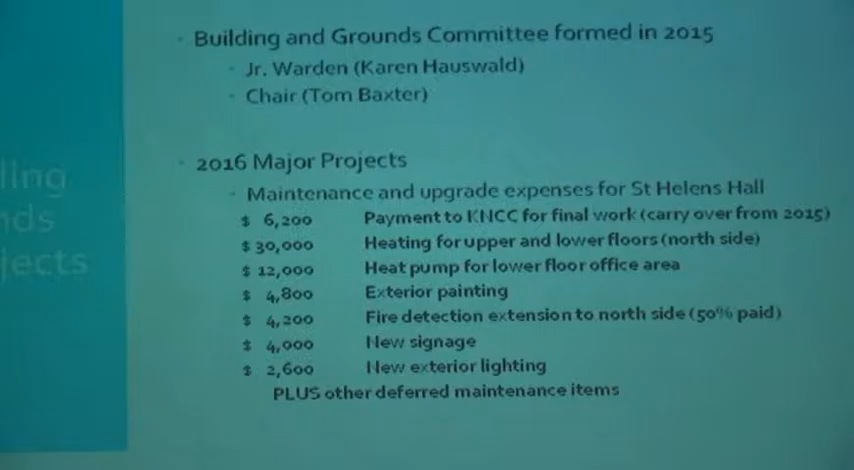 Building and Grounds Committee formed in 2015
Jr. Warden (Karen Hauswald)
Chair (Tom Baxter)
2016 Major Projects
Maintenance and upgrade expenses for St Helens Hall
$ 6,200 Payment to KNCC for final work (carry over from 2015)
$ 30,000 Heating for upper and lower floors (north side)
$ 12,000 Heat pump for lower floor office area
$ 4,800 Exterior painting
$ 4,200 Fire detection extension to north side (50% paid)
$ 4,000 New signage
$ 2,600 New exterior lighting
PLUS other deferred maintenance items
ling
nds
jects